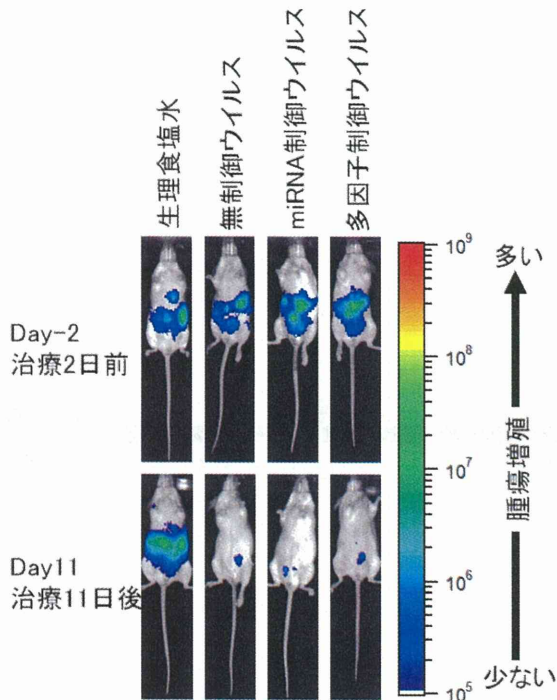 生理食塩水
無制御ウイルス
miRNA制御ウイルス
多因子制御ウイルス
Day-2
治療2日前
Day11
治療11日後
10⁹
10⁸
10⁷
10⁶
10⁵
多い
腫瘍増殖
少ない